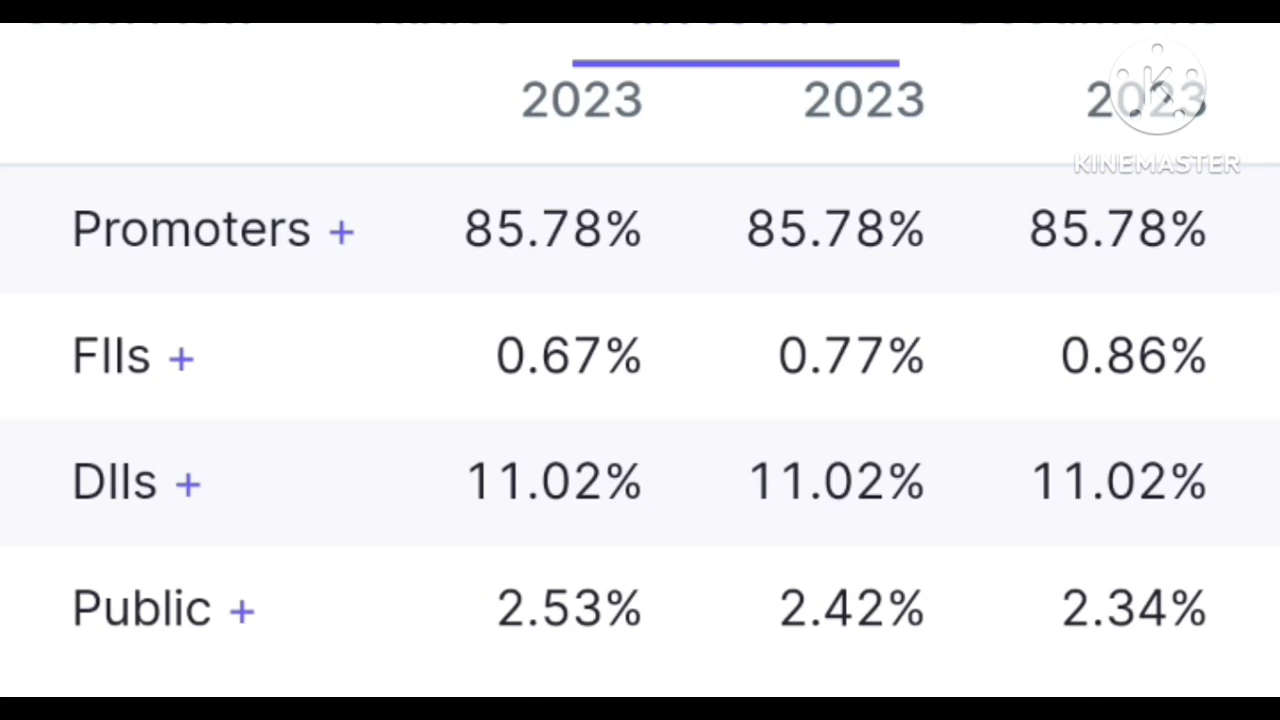 2023 2023 2023
KINEMASTER
Promoters + 85.78% 85.78% 85.78%
FIIs + 0.67% 0.77% 0.86%
DIIs + 11.02% 11.02% 11.02%
Public + 2.53% 2.42% 2.34%